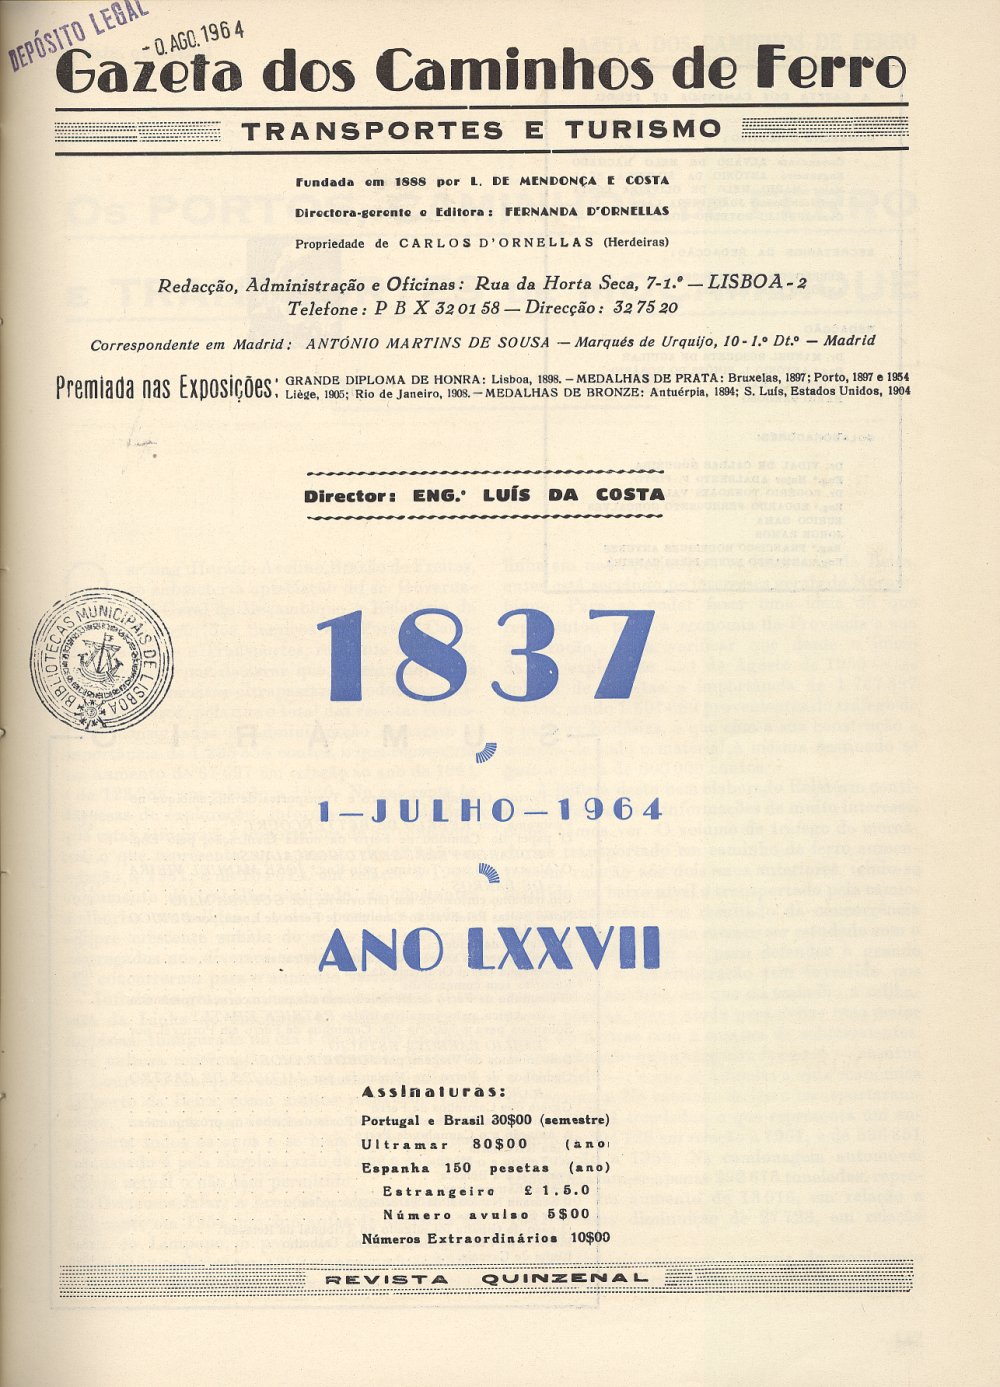 DEPÓSITO LEGAL
- 0. AGO. 1964
Gazeta dos Caminhos de Ferro
TRANSPORTES E TURISMO
Fundada em 1888 por L. DE MENDONÇA E COSTA
Directora-gerente e Editora: FERNANDA D'ORNELLAS
Propriedade de CARLOS D'ORNELLAS (Herdeiras)
Redacção, Administração e Oficinas: Rua da Horta Seca, 7-1.º — LISBOA-2
Telefone: P B X 32 01 58 — Direcção: 32 75 20
Correspondente em Madrid: ANTÓNIO MARTINS DE SOUSA — Marqués de Urquijo, 10-1.º Dt.º — Madrid
Premiada nas Exposições: GRANDE DIPLOMA DE HONRA: Lisboa, 1898. — MEDALHAS DE PRATA: Bruxelas, 1897; Porto, 1897 e 1954
Liège, 1905; Rio de Janeiro, 1908. — MEDALHAS DE BRONZE: Antuérpia, 1894; S. Luís, Estados Unidos, 1904
Director: ENG.º LUÍS DA COSTA
BIBLIOTECAS MUNICIPAIS DE LISBOA
1837
1 — JULHO — 1964
ANO LXXVII
Assinaturas:
Portugal e Brasil 30$00 (semestre)
Ultramar 80$00 (ano)
Espanha 150 pesetas (ano)
Estrangeiro £ 1.5.0
Número avulso 5$00
Números Extraordinários 10$00
REVISTA QUINZENAL